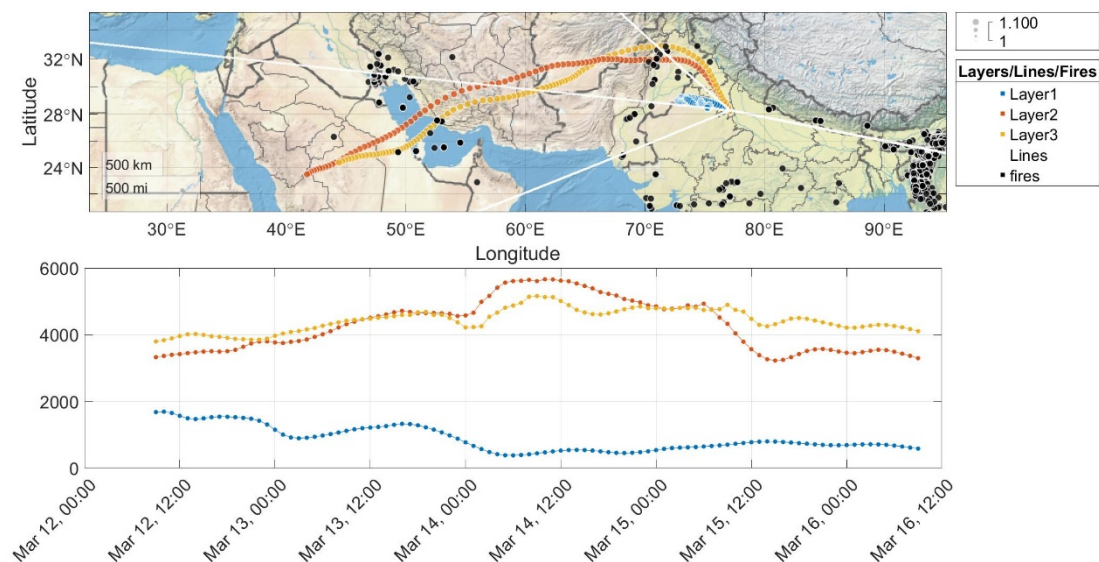 32°N
28°N
24°N
Latitude
500 km
500 mi
30°E
40°E
50°E
60°E
70°E
80°E
90°E
Longitude
1.100
1
Layers/Lines/Fires
Layer1
Layer2
Layer3
Lines
fires
6000
4000
2000
0
Mar 12, 00:00
Mar 12, 12:00
Mar 13, 00:00
Mar 13, 12:00
Mar 14, 00:00
Mar 14, 12:00
Mar 15, 00:00
Mar 15, 12:00
Mar 16, 00:00
Mar 16, 12:00